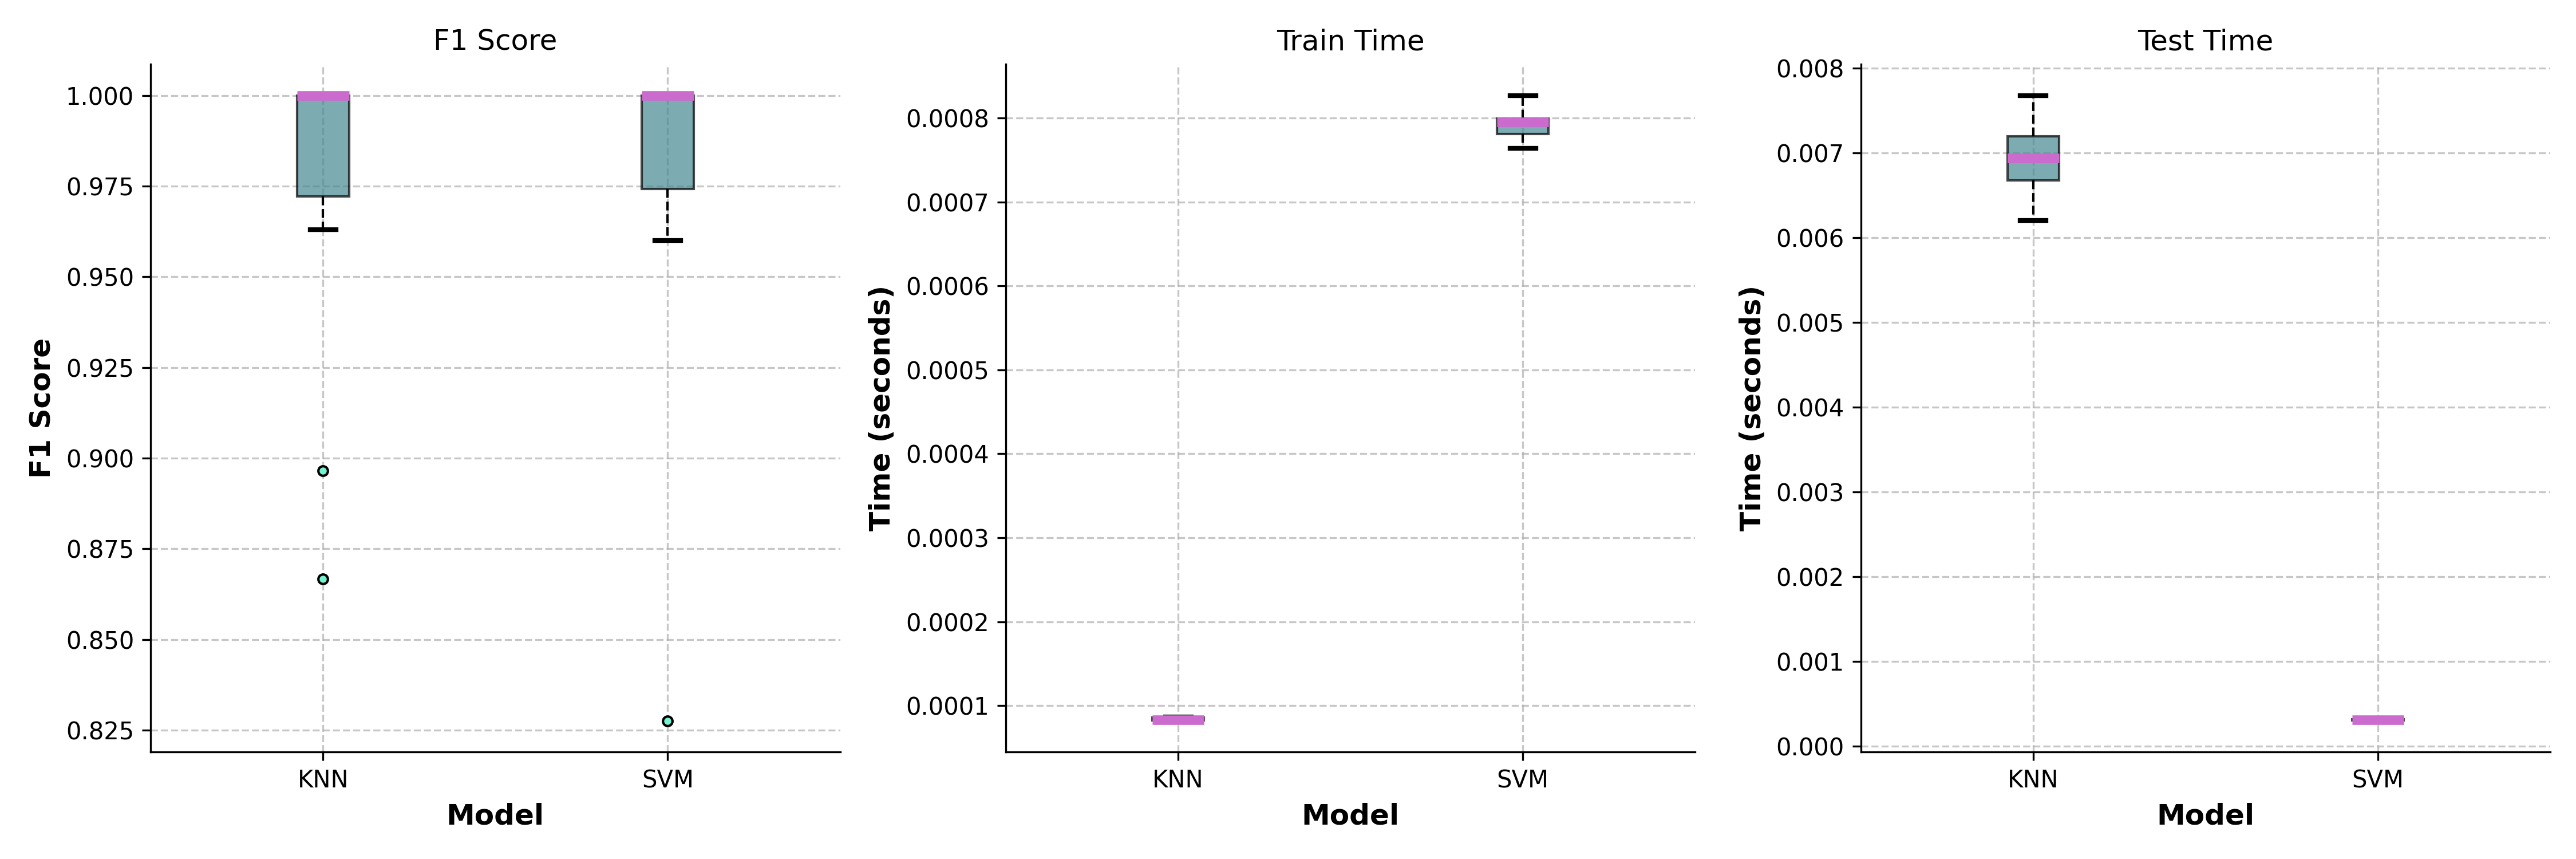 F1 Score
1.000
0.975
0.950
0.925
0.900
0.875
0.850
0.825
F1 Score
KNN SVM
Model
Train Time
0.0008
0.0007
0.0006
0.0005
0.0004
0.0003
0.0002
0.0001
Time (seconds)
KNN SVM
Model
Test Time
0.008
0.007
0.006
0.005
0.004
0.003
0.002
0.001
0.000
Time (seconds)
KNN SVM
Model